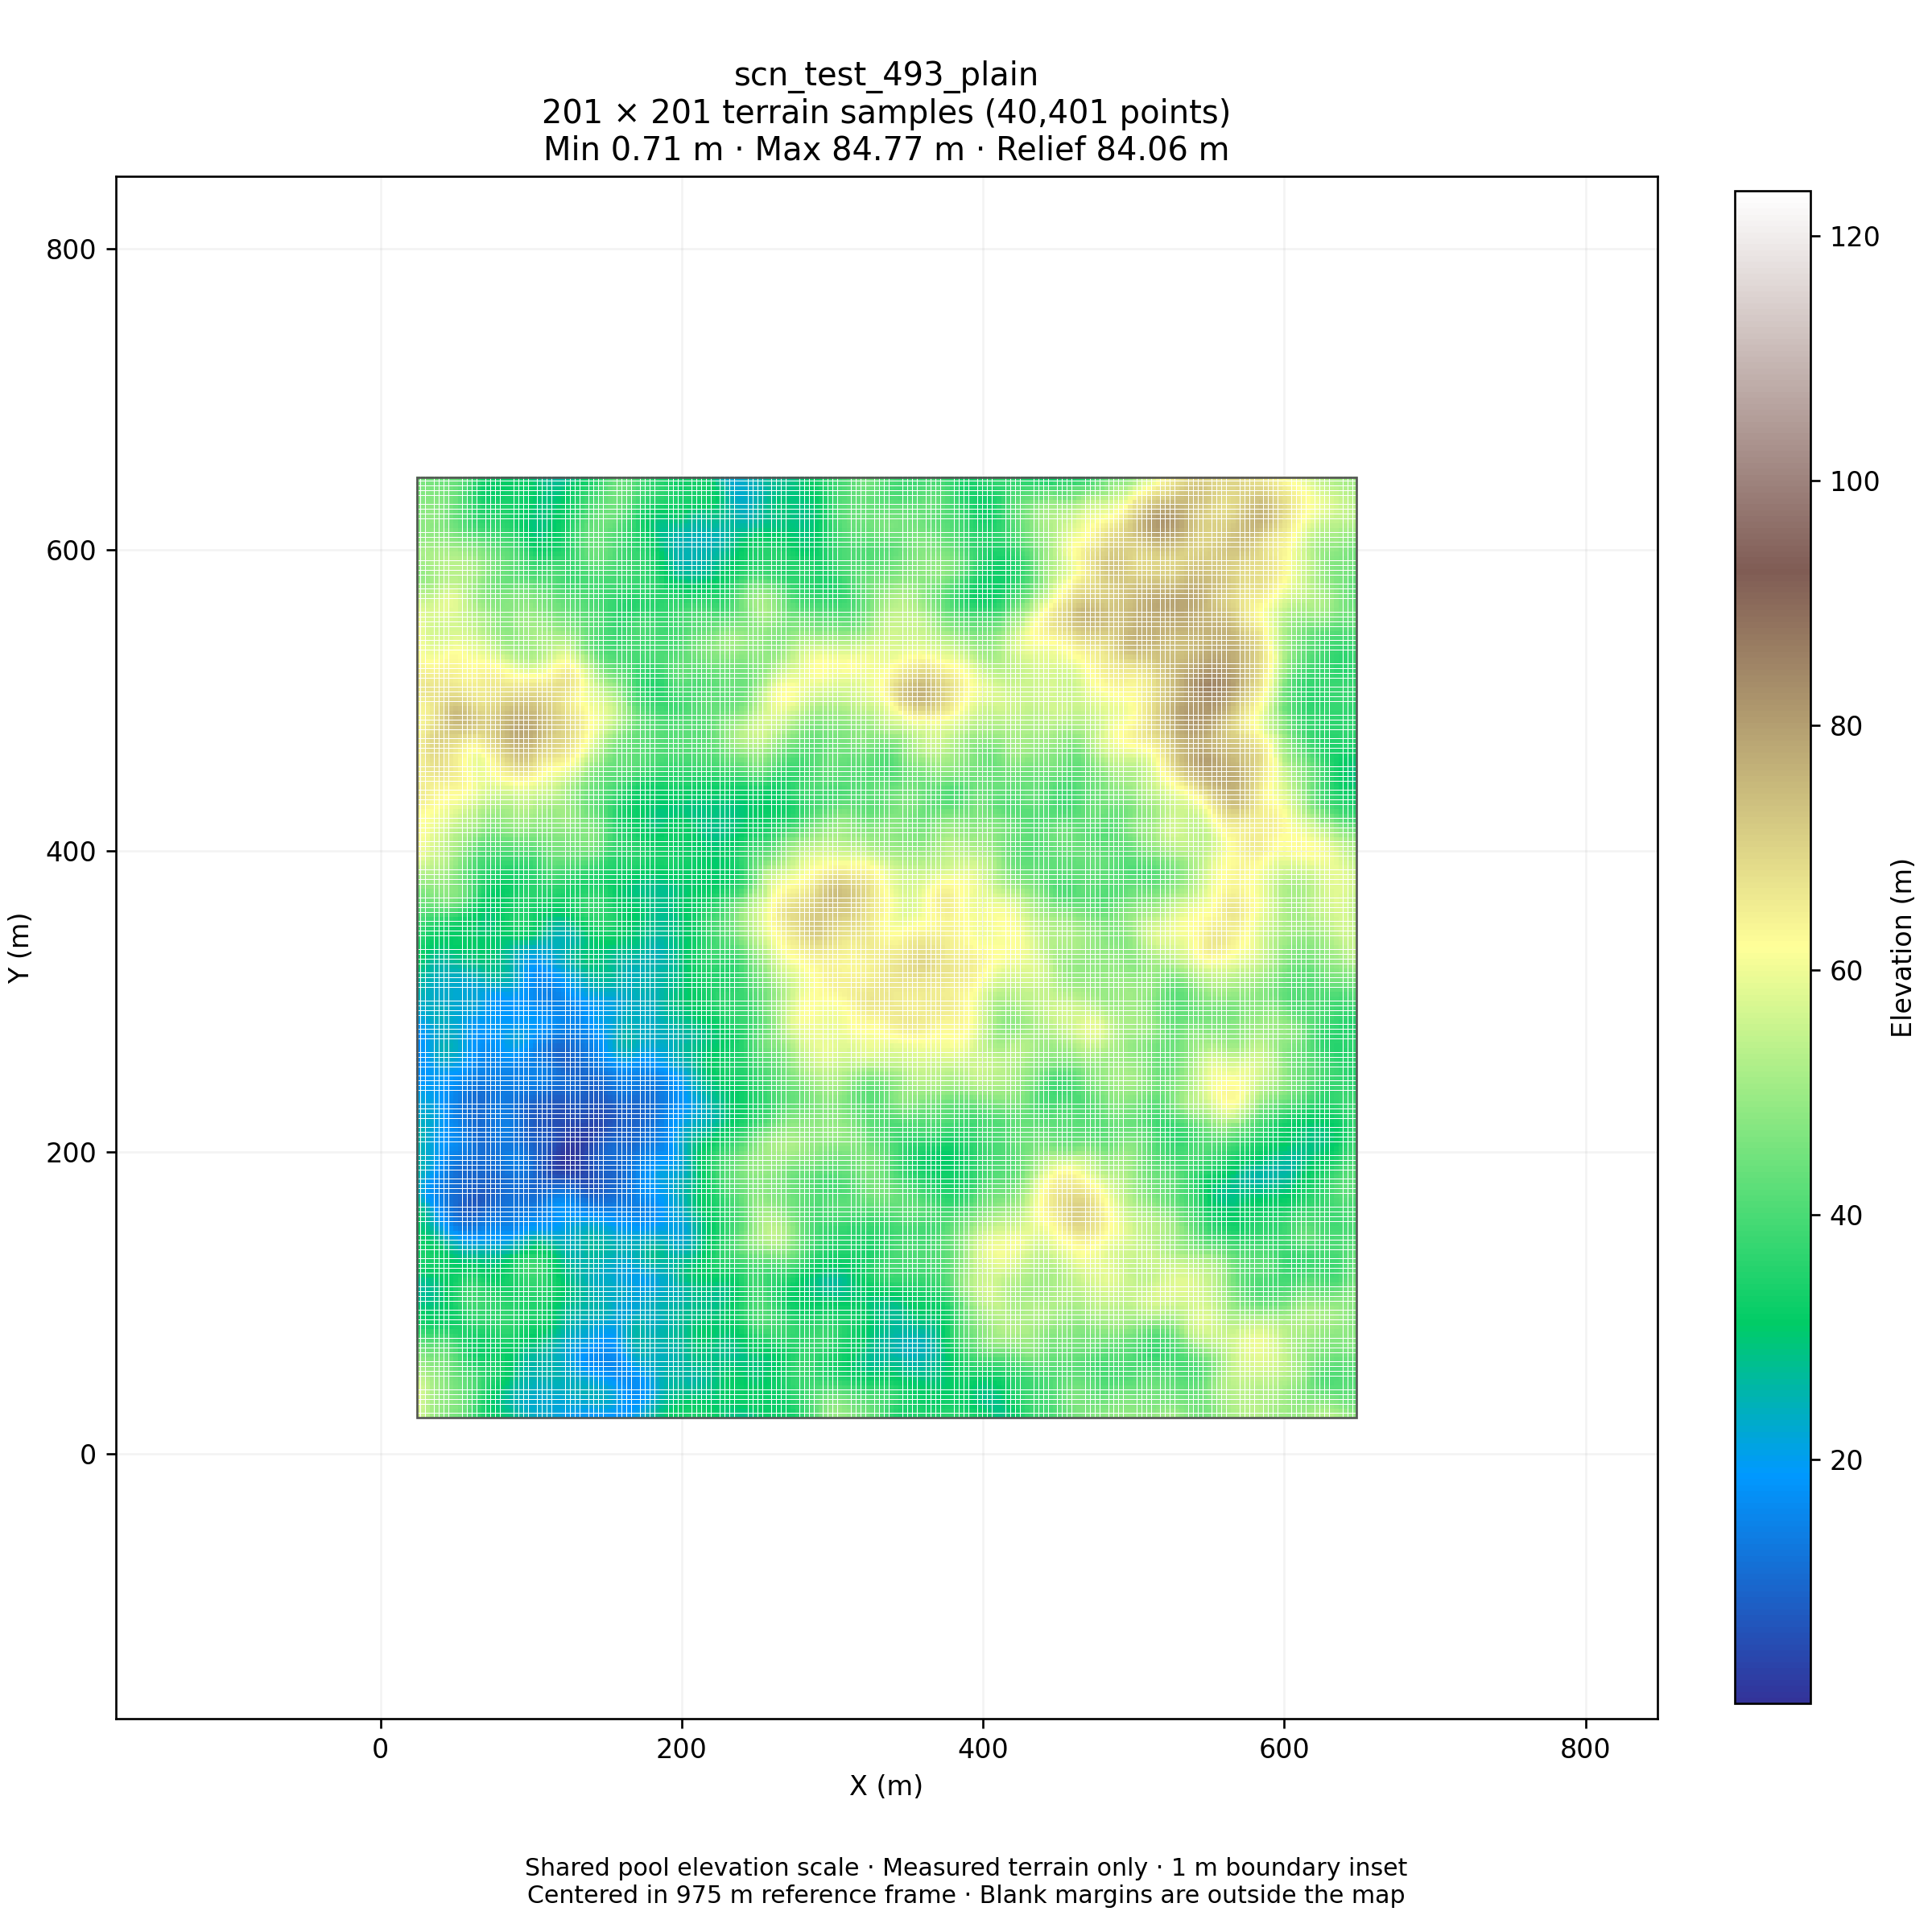 scn_test_493_plain
201 × 201 terrain samples (40,401 points)
Min 0.71 m · Max 84.77 m · Relief 84.06 m
800
600
400
200
0
Y (m)
0
200
400
600
800
X (m)
120
100
80
60
40
20
Elevation (m)
Shared pool elevation scale · Measured terrain only · 1 m boundary inset
Centered in 975 m reference frame · Blank margins are outside the map